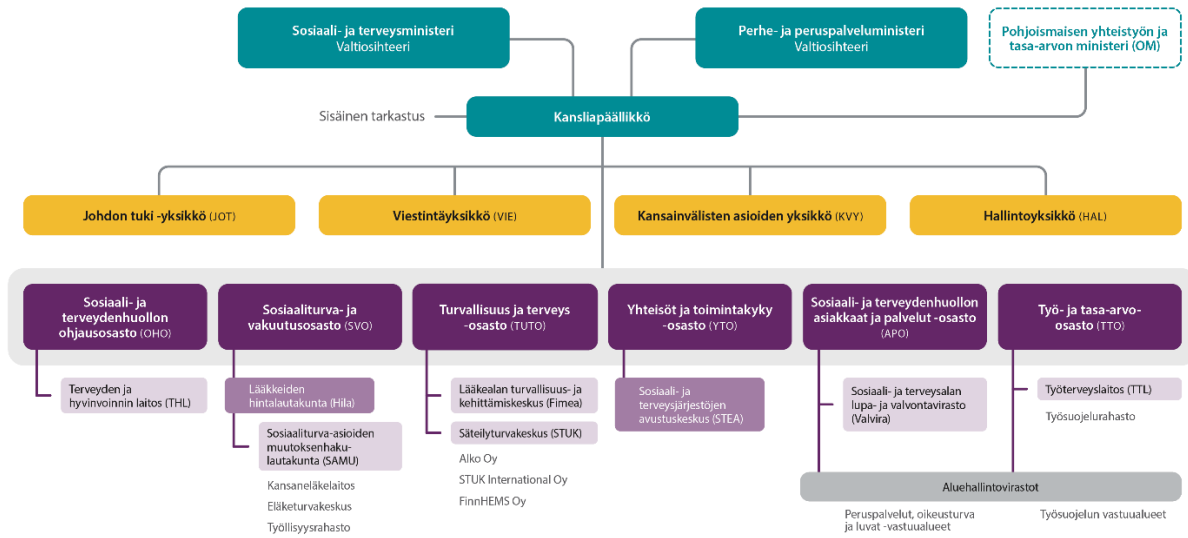 Sosiaali- ja terveysministeri
Valtiosihteeri
Perhe- ja peruspalveluministeri
Valtiosihteeri
Pohjoismaisen yhteistyön ja
tasa-arvon ministeri (OM)
Sisäinen tarkastus
Kansliapäällikkö
Johdon tuki -yksikkö (JOT)
Viestintäyksikkö (VIE)
Kansainvälisten asioiden yksikkö (KVY)
Hallintoyksikkö (HAL)
Sosiaali- ja
terveydenhuollon
ohjausosasto (OHO)
Sosiaaliturva- ja
vakuutusosasto (SVO)
Turvallisuus ja terveys
-osasto (TUTO)
Yhteisöt ja toimintakyky
-osasto (YTO)
Sosiaali- ja terveydenhuollon
asiakkaat ja palvelut -osasto
(APO)
Työ- ja tasa-arvo-
osasto (TTO)
Terveyden ja
hyvinvoinnin laitos (THL)
Lääkkeiden
hintalautakunta (Hila)
Sosiaaliturva-asioiden
muutoksenhaku-
lautakunta (SAMU)
Kansaneläkelaitos
Eläketurvakeskus
Työllisyysrahasto
Lääkealan turvallisuus- ja
kehittämiskeskus (Fimea)
Säteilyturvakeskus (STUK)
Alko Oy
STUK International Oy
FinnHEMS Oy
Sosiaali- ja
terveysjärjestöjen
avustuskeskus (STEA)
Sosiaali- ja terveysalan
lupa- ja valvontavirasto
(Valvira)
Työterveyslaitos (TTL)
Työsuojelurahasto
Aluehallintovirastot
Peruspalvelut, oikeusturva
ja luvat -vastuualueet
Työsuojelun vastuualueet